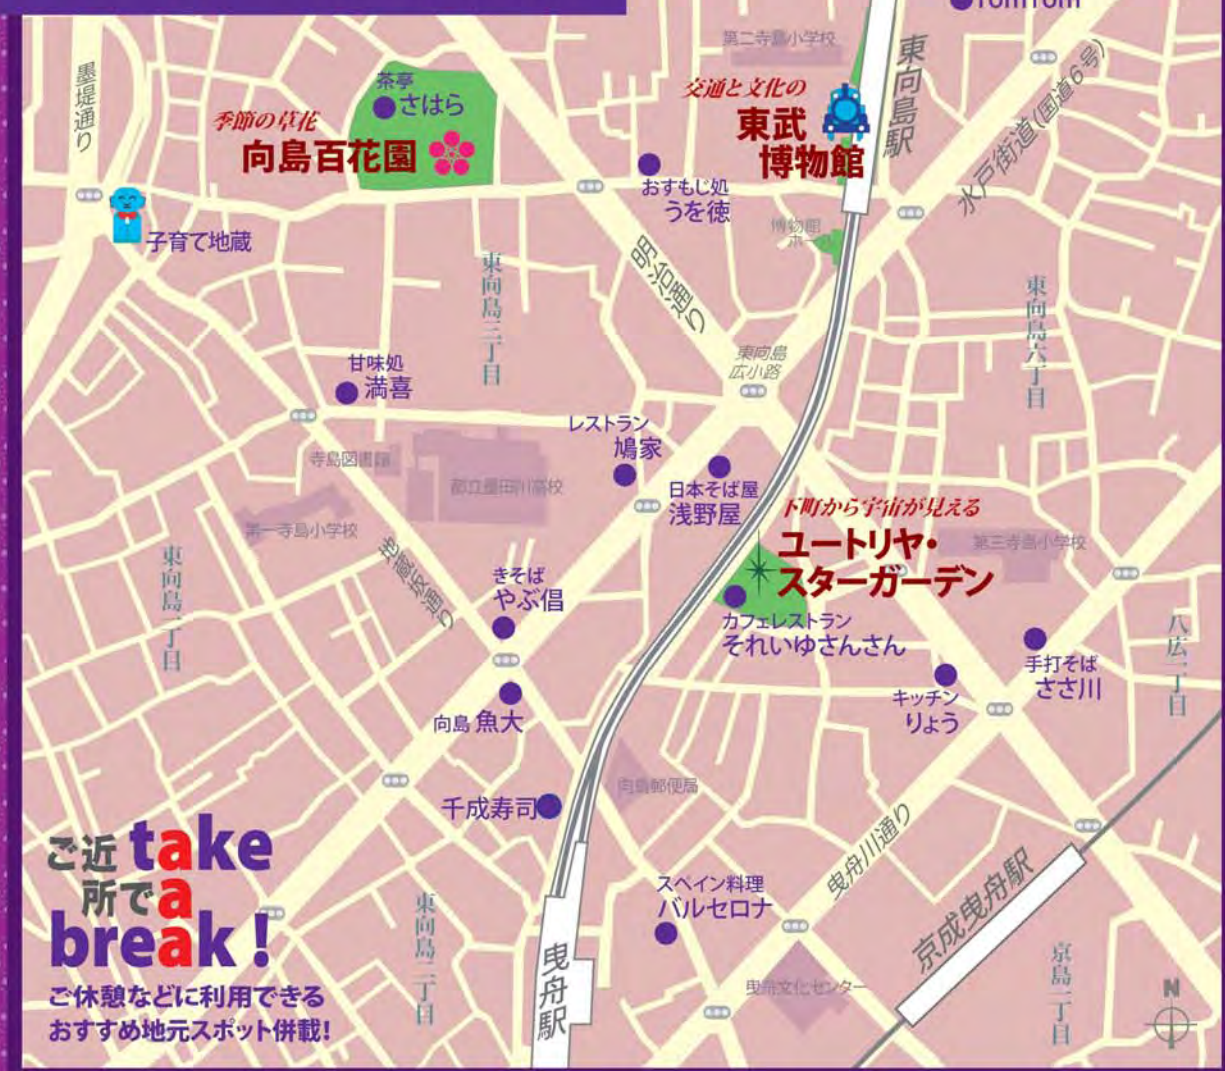 TomTom
第二寺島小学校
東向島駅
水戸街道(国道6号)
墨堤通り
茶亭
さはら
季節の草花
向島百花園
交通と文化の
東武
博物館
おすもじ処
うを徳
博物館
ホール
子育て地蔵
東向島三丁目
明治通り
東向島六丁目
東向島
広小路
甘味処
満喜
レストラン
鳩家
寺島図書館
都立墨田川高校
日本そば屋
浅野屋
下町から宇宙が見える
ユートリヤ・
スターガーデン
第一寺島小学校
第三寺島小学校
東向島一丁目
地蔵坂通り
きそば
やぶ倡
カフェレストラン
それいゆさんさん
八広一丁目
手打そば
ささ川
キッチン
りょう
向島 魚大
向島郵便局
千成寿司
曳舟川通り
京成曳舟駅
スペイン料理
バルセロナ
東向島二丁目
曳舟駅
曳舟文化センター
京島一丁目
N
ご近 take
所で a
break!
ご休憩などに利用できる
おすすめ地元スポット併載!